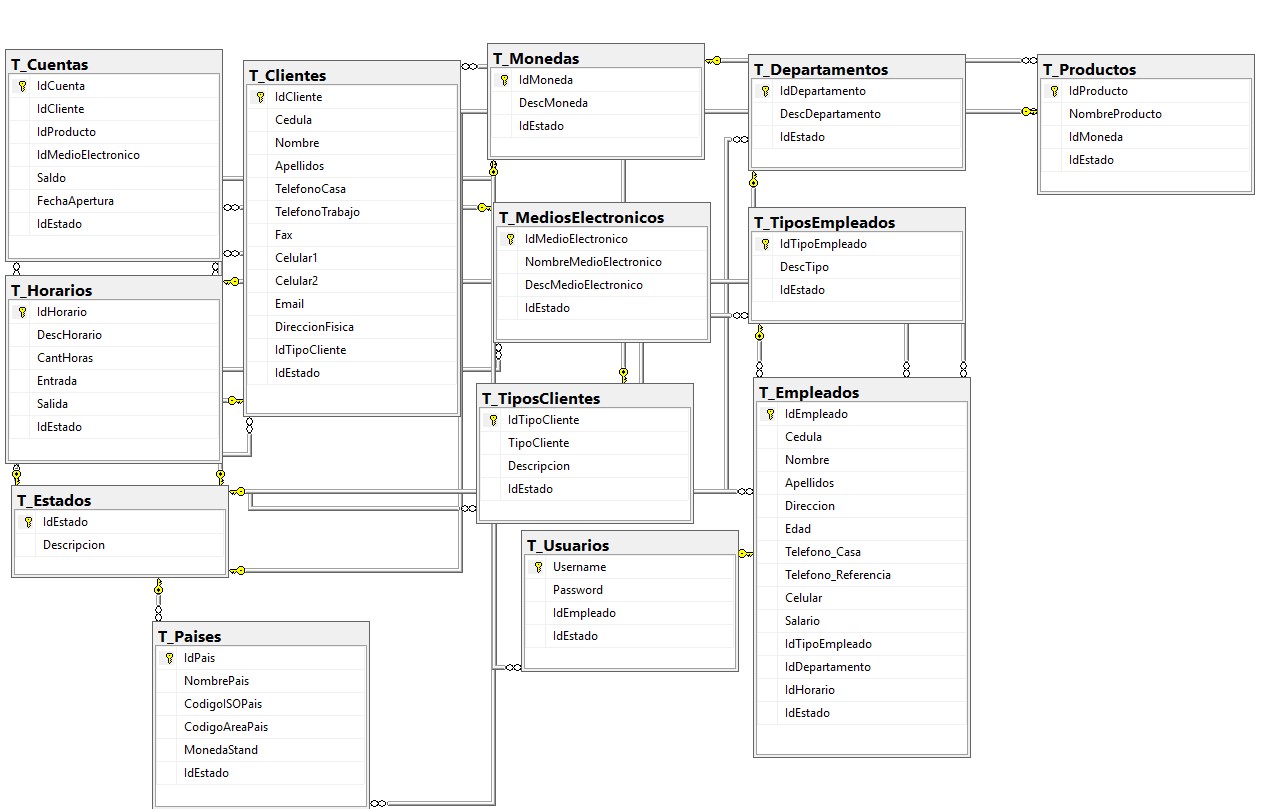 T_Cuentas
IdCuenta
IdCliente
IdProducto
IdMedioElectronico
Saldo
FechaApertura
IdEstado
T_Clientes
IdCliente
Cedula
Nombre
Apellidos
TelefonoCasa
TelefonoTrabajo
Fax
Celular1
Celular2
Email
DireccionFisica
IdTipoCliente
IdEstado
T_Monedas
IdMoneda
DescMoneda
IdEstado
T_Departamentos
IdDepartamento
DescDepartamento
IdEstado
T_Productos
IdProducto
NombreProducto
IdMoneda
IdEstado
T_MediosElectronicos
IdMedioElectronico
NombreMedioElectronico
DescMedioElectronico
IdEstado
T_TiposEmpleados
IdTipoEmpleado
DescTipo
IdEstado
T_Horarios
IdHorario
DescHorario
CantHoras
Entrada
Salida
IdEstado
T_TiposClientes
IdTipoCliente
TipoCliente
Descripcion
IdEstado
T_Empleados
IdEmpleado
Cedula
Nombre
Apellidos
Direccion
Edad
Telefono_Casa
Telefono_Referencia
Celular
Salario
IdTipoEmpleado
IdDepartamento
IdHorario
IdEstado
T_Estados
IdEstado
Descripcion
T_Usuarios
Username
Password
IdEmpleado
IdEstado
T_Paises
IdPais
NombrePais
CodigoISOPais
CodigoAreaPais
MonedaStand
IdEstado